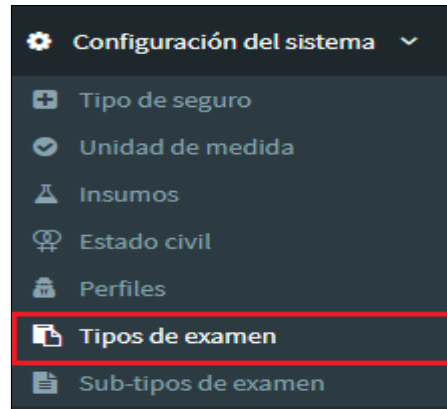 Configuración del sistema
Tipo de seguro
Unidad de medida
Insumos
Estado civil
Perfiles
Tipos de examen
Sub-tipos de examen